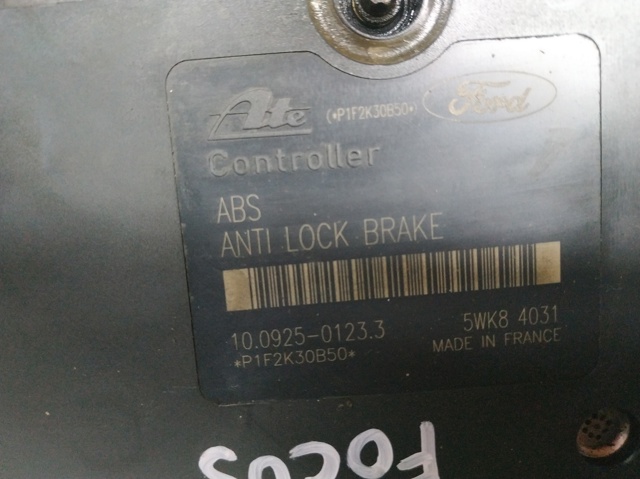 Ate (*P1F2K30B50*) Ford
Controller
ABS
ANTI LOCK BRAKE
10.0925-0123.3 5WK8 4031
*P1F2K30B50* MADE IN FRANCE
FOCUS